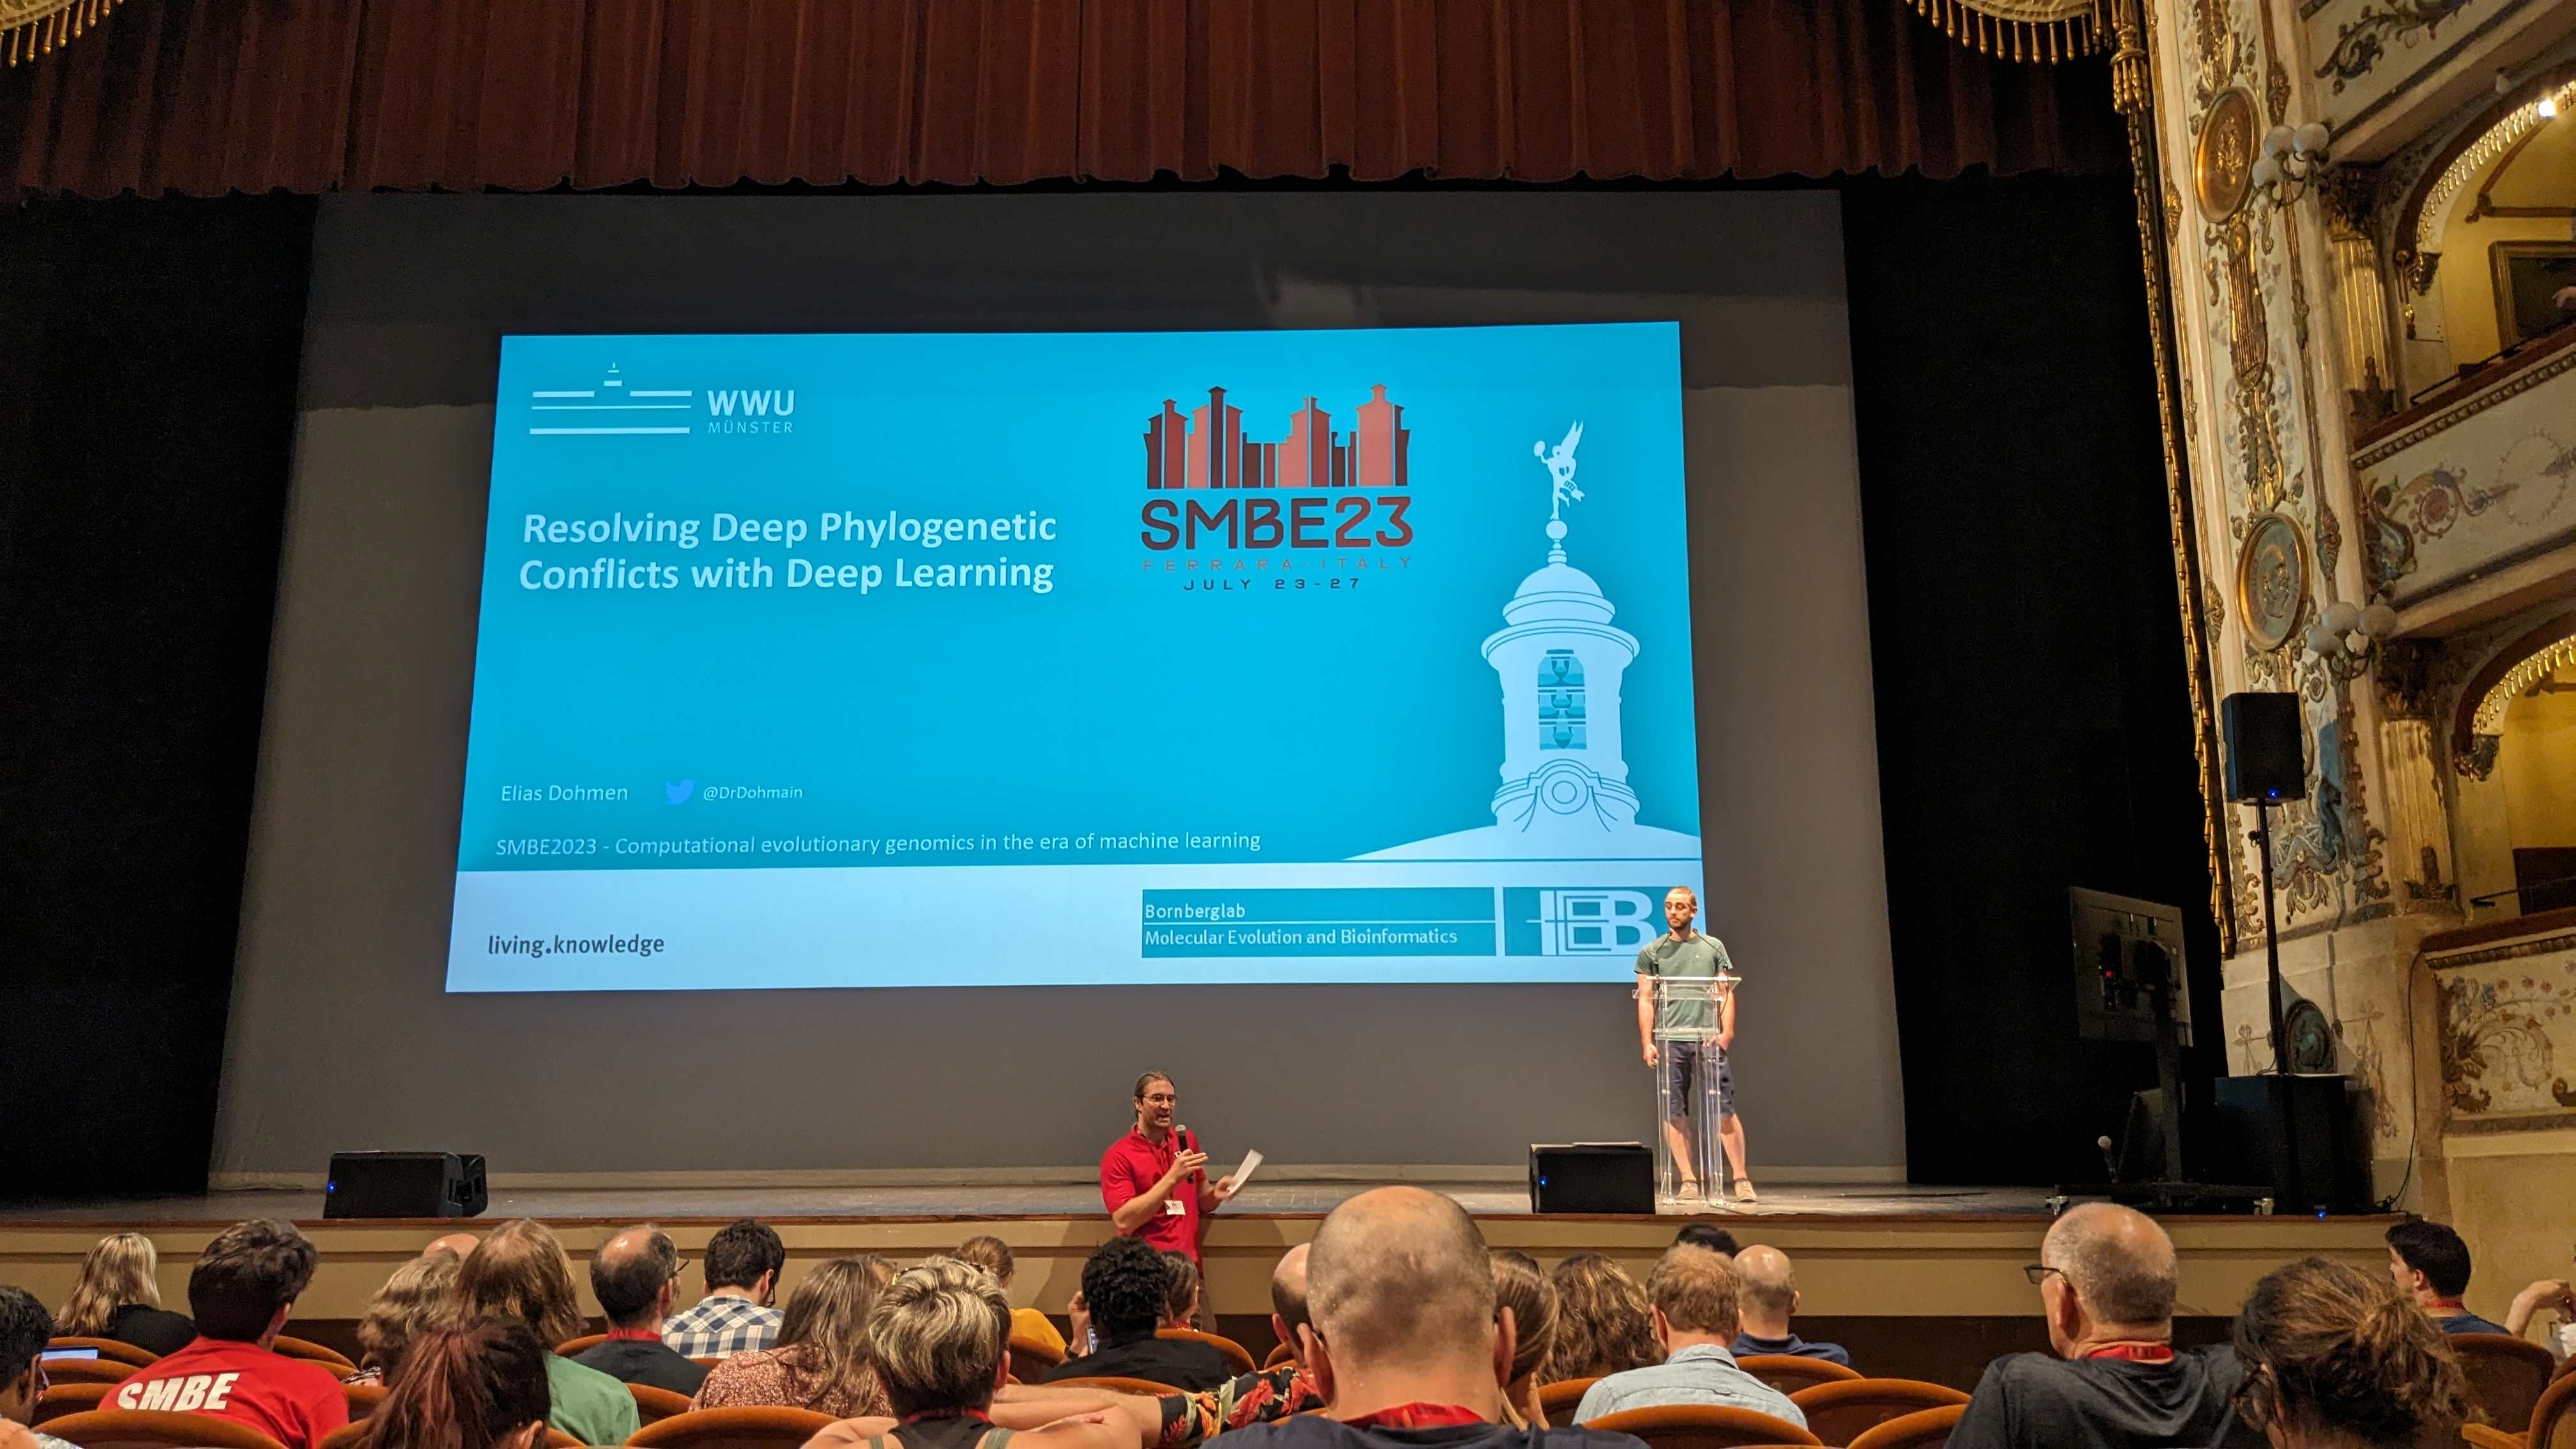 WWU
MÜNSTER
SMBE23
FERRARA · ITALY
JULY 23-27
Resolving Deep Phylogenetic
Conflicts with Deep Learning
Elias Dohmen @DrDohmain
SMBE2023 - Computational evolutionary genomics in the era of machine learning
living.knowledge
Bornberglab
Molecular Evolution and Bioinformatics
IEB
SMBE